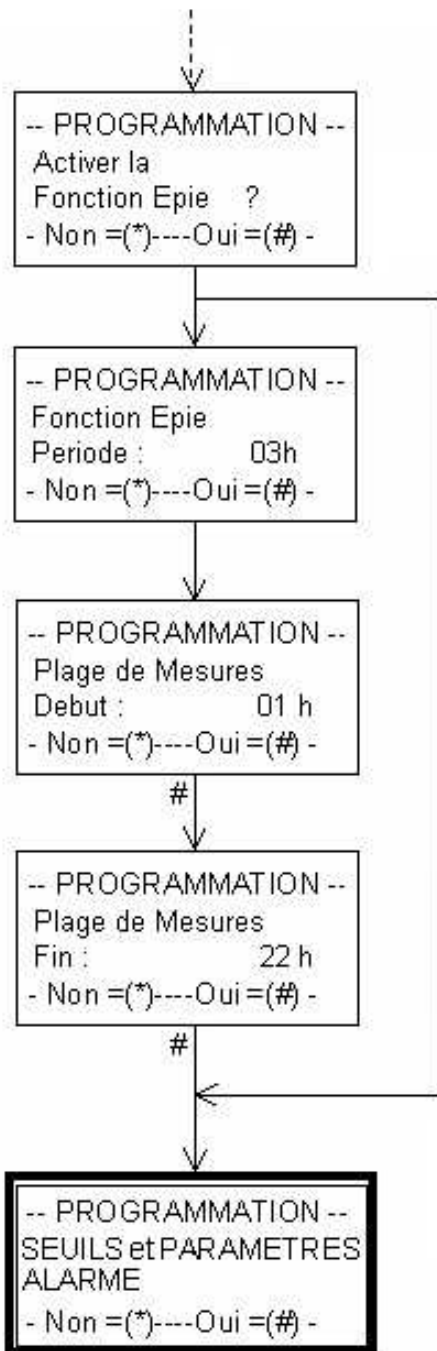 -- PROGRAMMATION --
Activer la
Fonction Epie ?
- Non =(*)----Oui =(#) -
-- PROGRAMMATION --
Fonction Epie
Periode : 03h
- Non =(*)----Oui =(#) -
-- PROGRAMMATION --
Plage de Mesures
Debut : 01 h
- Non =(*)----Oui =(#) -
#
-- PROGRAMMATION --
Plage de Mesures
Fin : 22 h
- Non =(*)----Oui =(#) -
#
-- PROGRAMMATION --
SEUILS et PARAMETRES
ALARME
- Non =(*)----Oui =(#) -